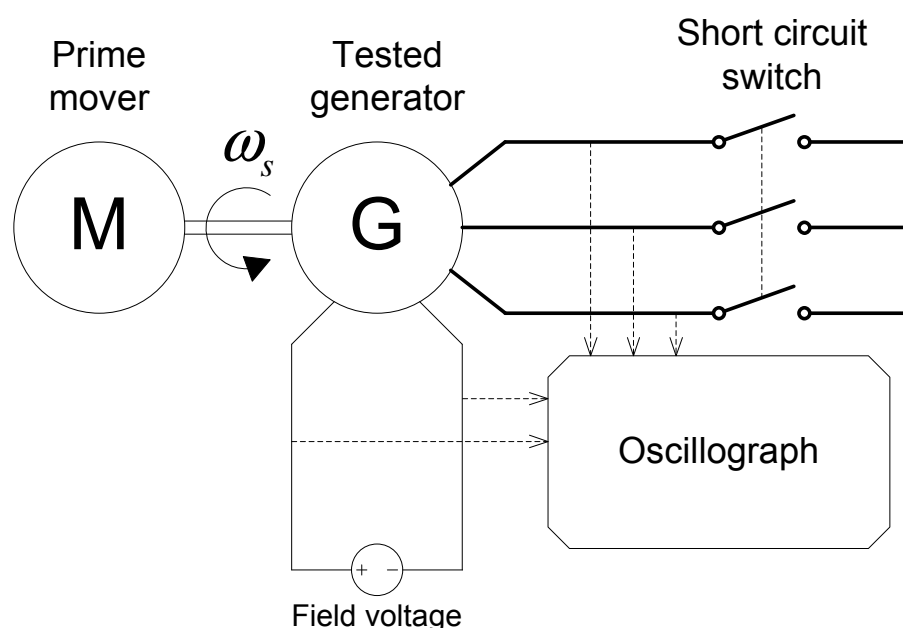 Prime
mover
Tested
generator
Short circuit
switch
ωs
M
G
Oscillograph
+ -
Field voltage